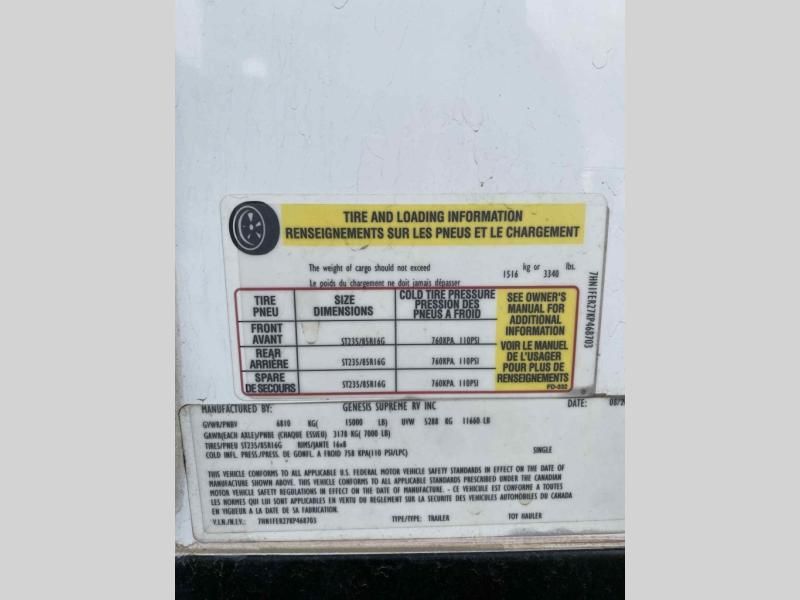 TIRE AND LOADING INFORMATION
RENSEIGNEMENTS SUR LES PNEUS ET LE CHARGEMENT
The weight of cargo should not exceed 1516 kg or 3340 lbs.
Le poids du chargement ne doit jamais dépasser
TIRE PNEU
SIZE DIMENSIONS
COLD TIRE PRESSURE
PRESSION DES PNEUS A FROID
FRONT AVANT ST235/85R16G 760KPA. 110PSI
REAR ARRIÈRE ST235/85R16G 760KPA. 110PSI
SPARE DE SECOURS ST235/85R16G 760KPA. 110PSI
SEE OWNER'S
MANUAL FOR
ADDITIONAL
INFORMATION
VOIR LE MANUEL
DE L'USAGER
POUR PLUS DE
RENSEIGNEMENTS
7HN1FER27KP468703
MANUFACTURED BY: GENESIS SUPREME RV INC DATE:
GVWR/PNBV 6810 KG( 15000 LB) UVW 5288 KG 11660 LB
GAWR(EACH AXLE)/PNBE (CHAQUE ESSIEU) 3178 KG( 7000 LB)
TIRES/PNEU ST235/85R16G RIMS/JANTE 16x8
COLD INFL. PRESS./PRESS. DE GONFL. A FROID 758 KPA(110 PSI/LPC) SINGLE
THIS VEHICLE CONFORMS TO ALL APPLICABLE U.S. FEDERAL MOTOR VEHICLE SAFETY STANDARDS IN EFFECT ON THE DATE OF
MANUFACTURE SHOWN ABOVE. THIS VEHICLE CONFORMS TO ALL APPLICABLE STANDARDS PRESCRIBED UNDER THE CANADIAN
MOTOR VEHICLE SAFETY REGULATIONS IN EFFECT ON THE DATE OF MANUFACTURE - CE VEHICULE EST CONFORME A TOUTES
LES NORMES QUI LUI SONT APPLICABLES EN VERTU DU REGLEMENT SUR LA SECURITE DES VEHICULES AUTOMOBILES DU CANADA
EN VIGUEUR A LA DATE DE SA FABRICATION.
V.I.N./N.I.V.: 7HN1FER27KP468703 TYPE/TYPE: TRAILER TOY HAULER